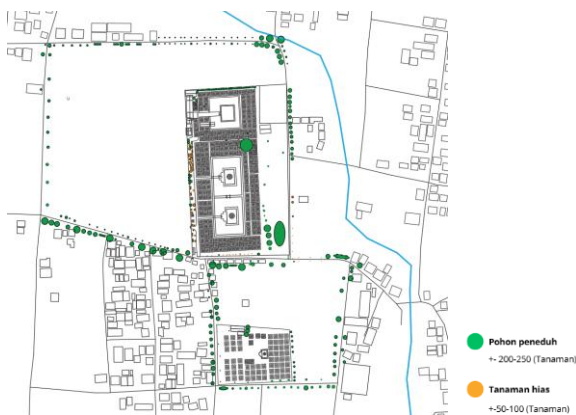 Pohon peneduh
+- 200-250 (Tanaman)
Tanaman hias
+-50-100 (Tanaman)